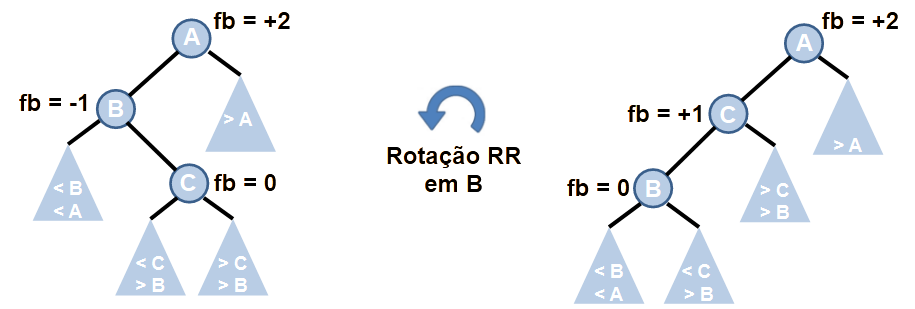 A
fb = +2
fb = -1
B
> A
< B
< A
C
fb = 0
< C
> B
> C
> B
Rotação RR
em B
A
fb = +2
fb = +1
C
> A
fb = 0
B
> C
> B
< B
< A
< C
> B